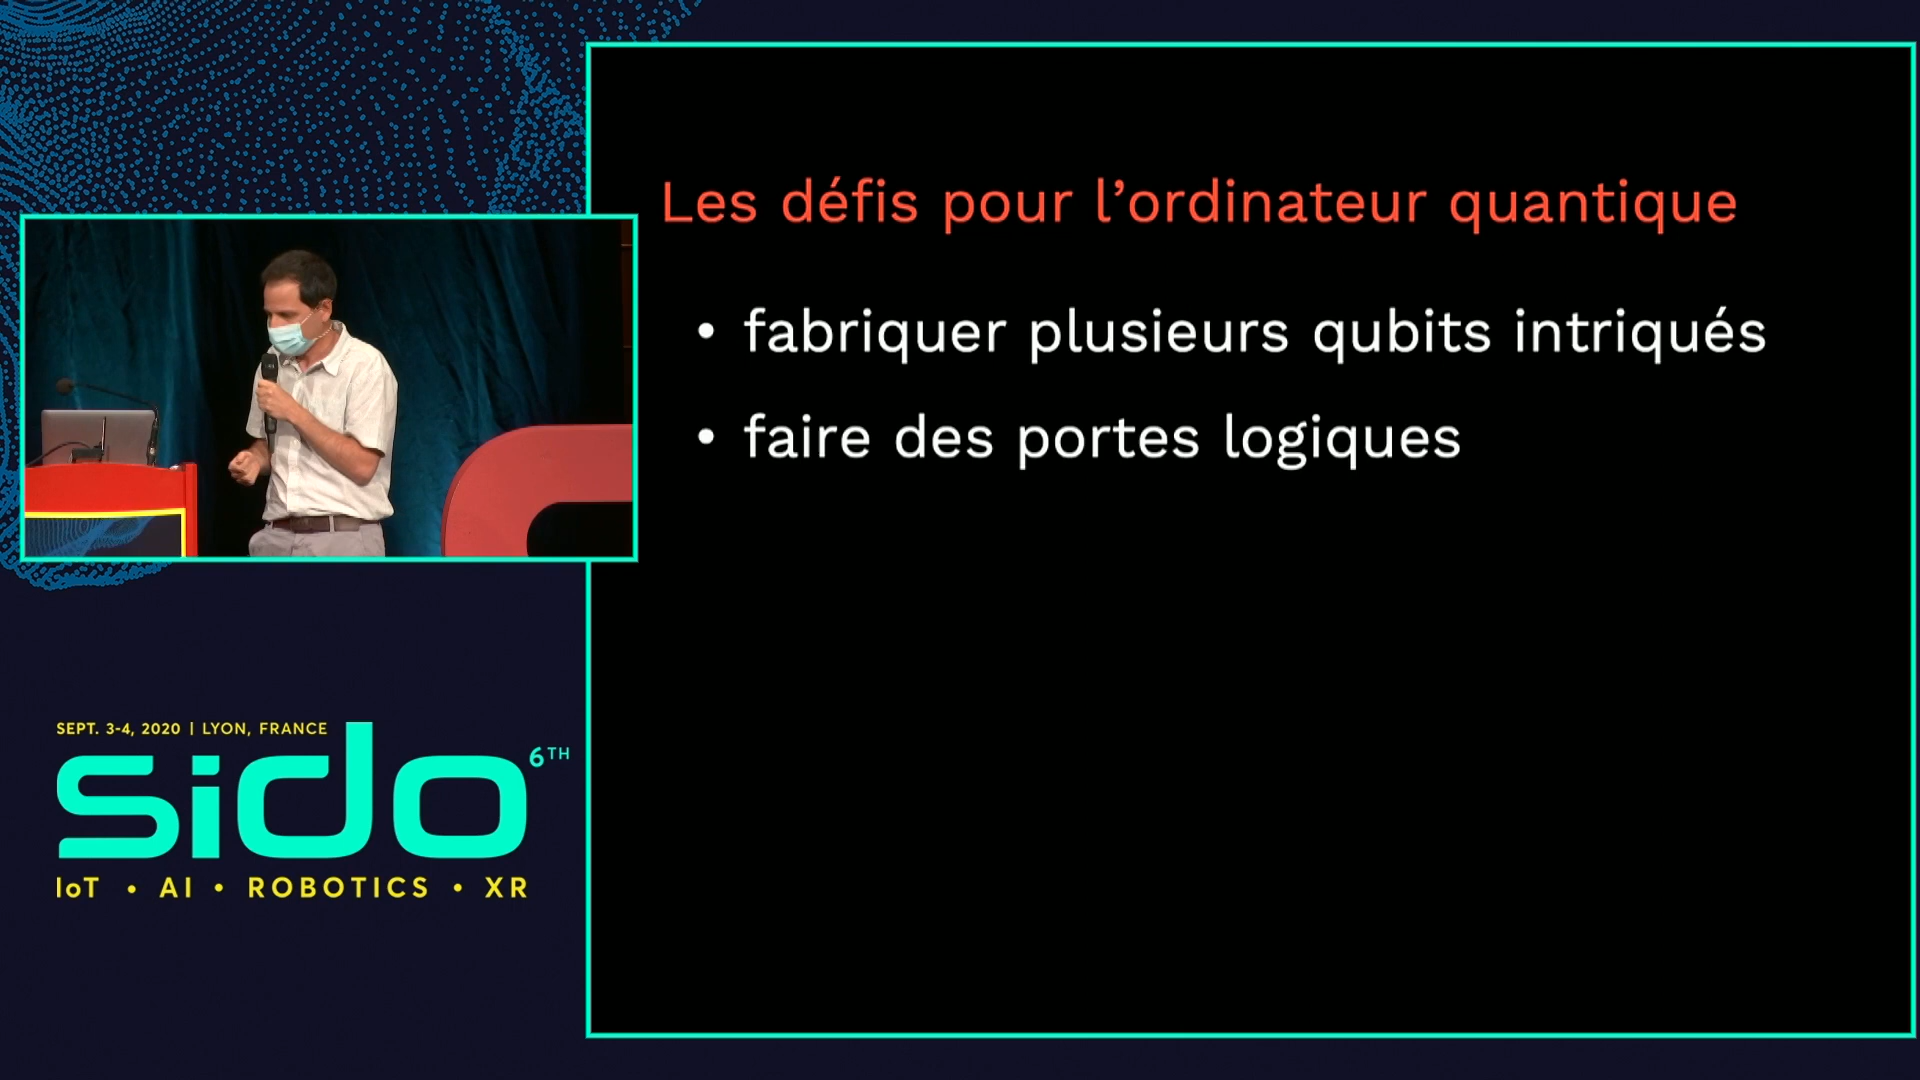 Les défis pour l’ordinateur quantique
• fabriquer plusieurs qubits intriqués
• faire des portes logiques
SEPT. 3-4, 2020 | LYON, FRANCE
sido 6TH
IoT • AI • ROBOTICS • XR